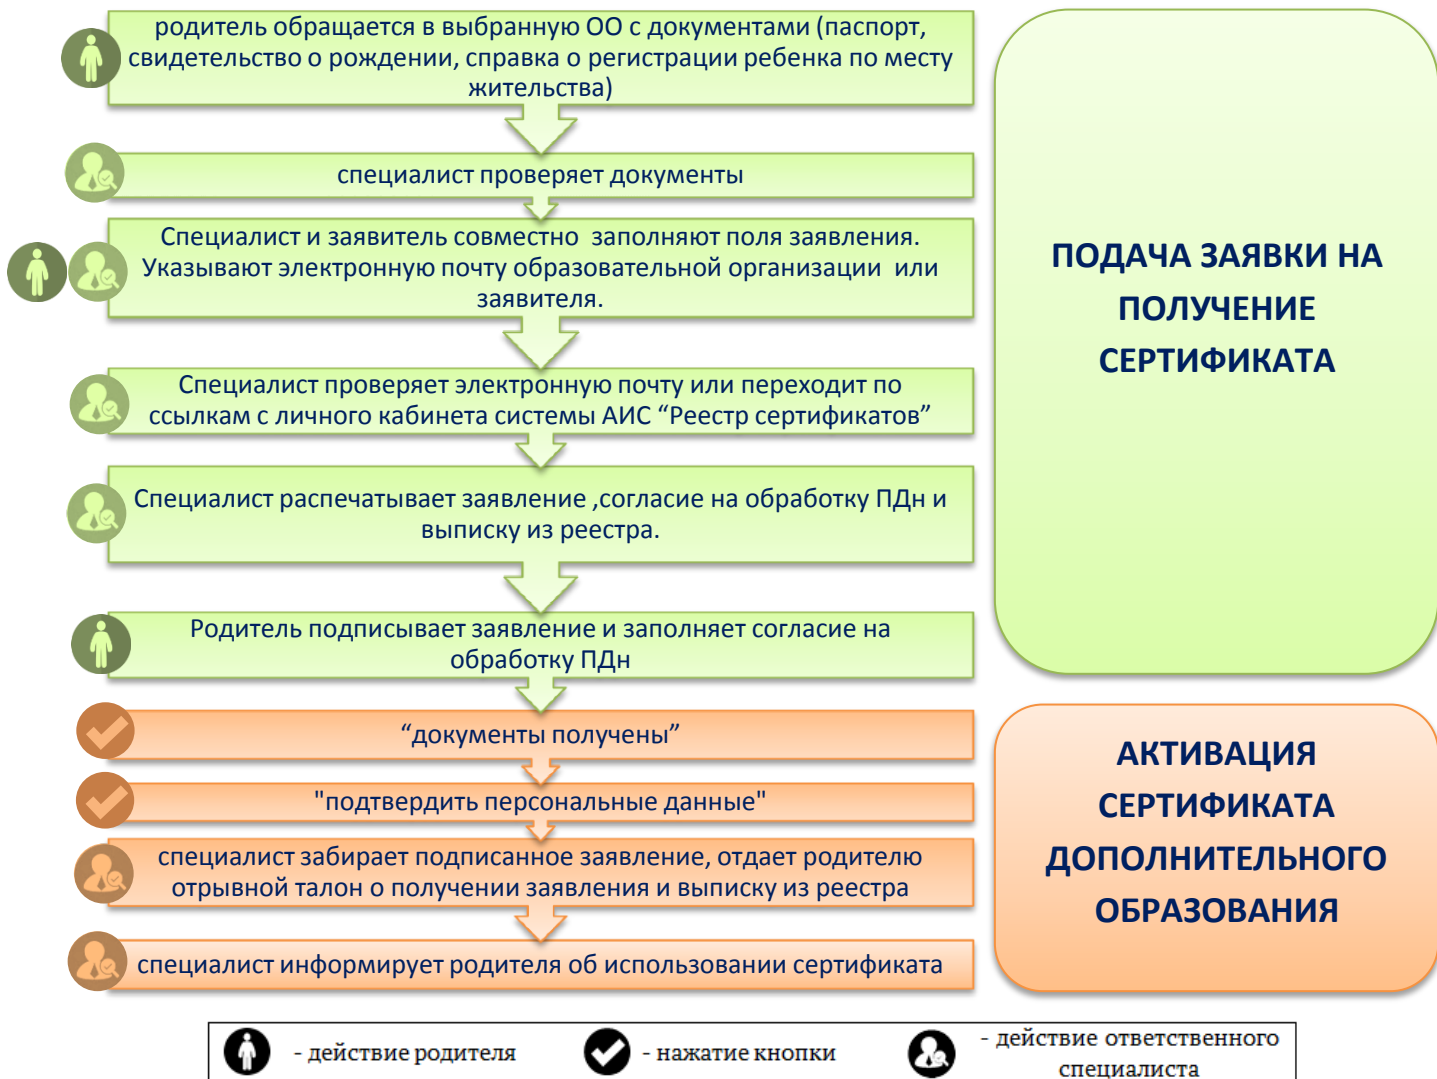 родитель обращается в выбранную ОО с документами (паспорт,
свидетельство о рождении, справка о регистрации ребенка по месту
жительства)
специалист проверяет документы
Специалист и заявитель совместно заполняют поля заявления.
Указывают электронную почту образовательной организации или
заявителя.
Специалист проверяет электронную почту или переходит по
ссылкам с личного кабинета системы АИС “Реестр сертификатов”
Специалист распечатывает заявление ,согласие на обработку ПДн и
выписку из реестра.
Родитель подписывает заявление и заполняет согласие на
обработку ПДн
ПОДАЧА ЗАЯВКИ НА
ПОЛУЧЕНИЕ
СЕРТИФИКАТА
“документы получены”
"подтвердить персональные данные"
специалист забирает подписанное заявление, отдает родителю
отрывной талон о получении заявления и выписку из реестра
специалист информирует родителя об использовании сертификата
АКТИВАЦИЯ
СЕРТИФИКАТА
ДОПОЛНИТЕЛЬНОГО
ОБРАЗОВАНИЯ
- действие родителя
- нажатие кнопки
- действие ответственного
специалиста